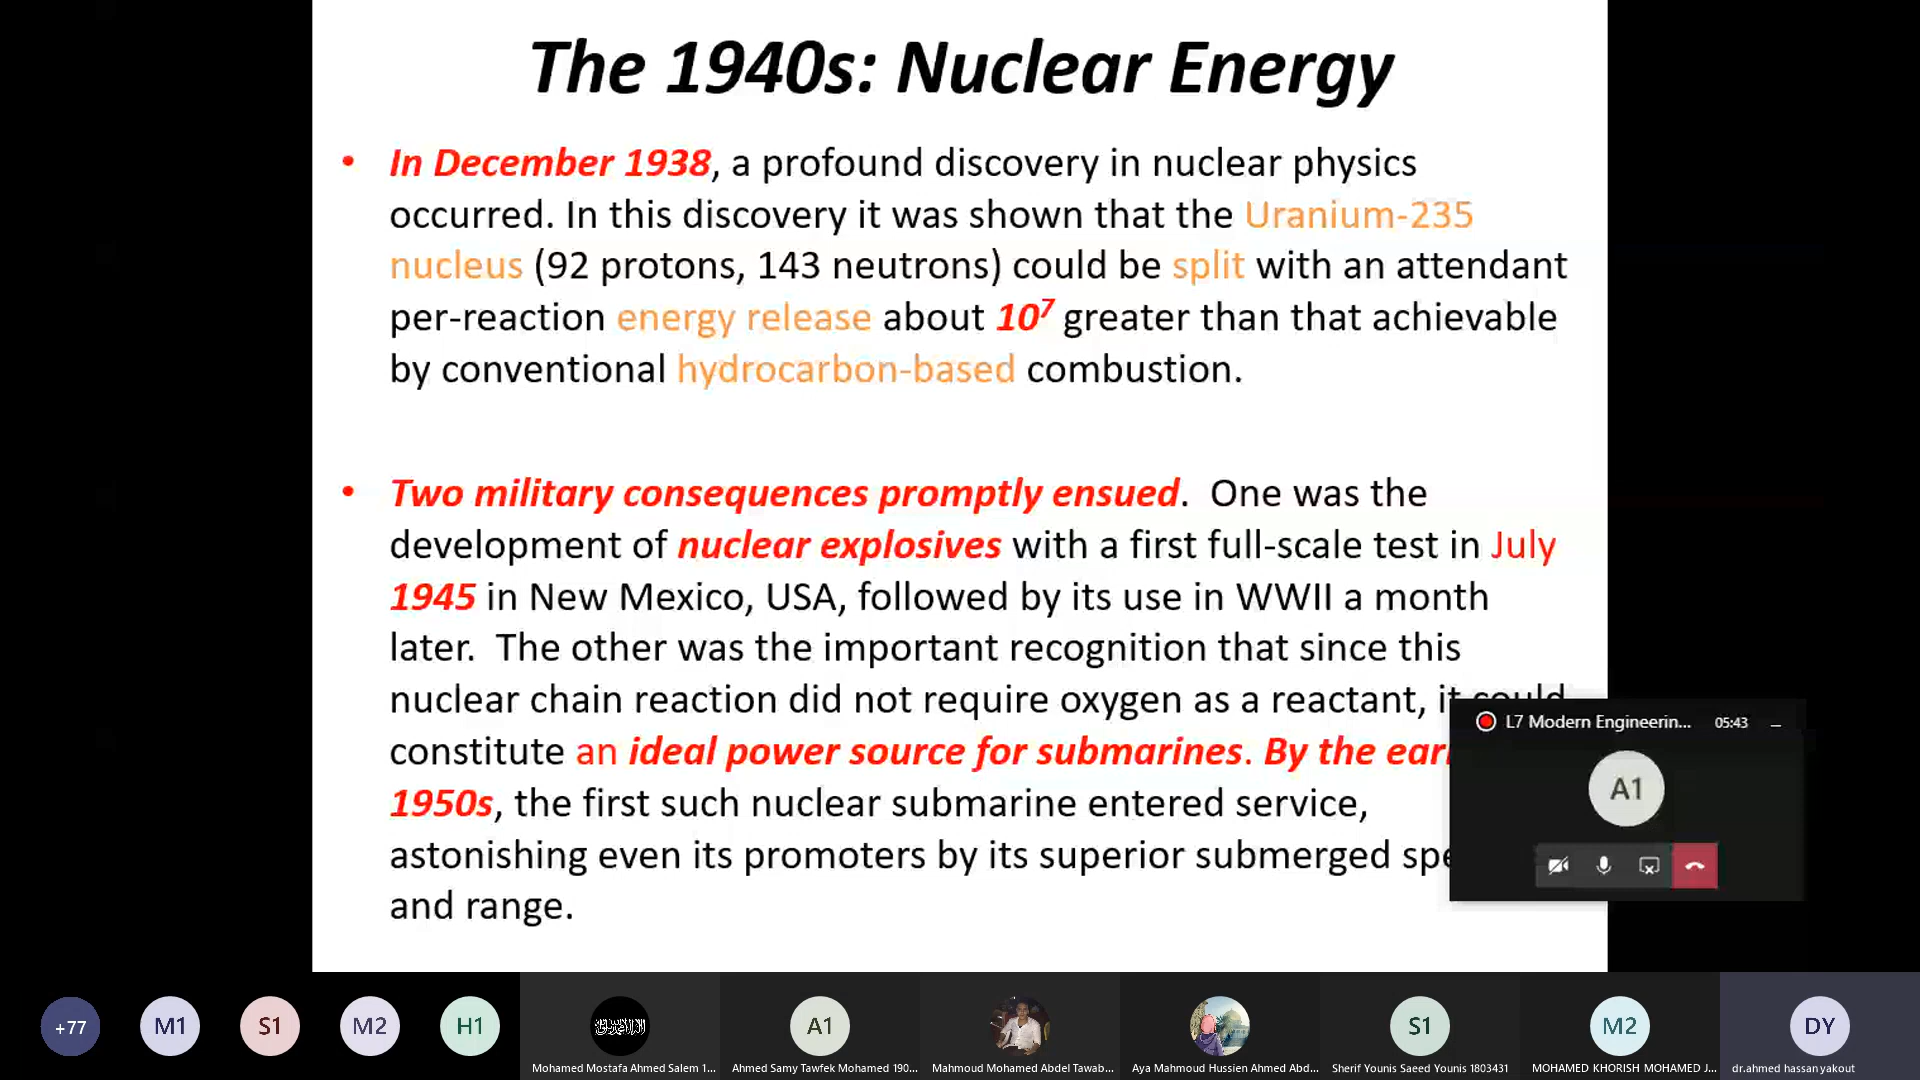 The 1940s: Nuclear Energy
• In December 1938, a profound discovery in nuclear physics
occurred. In this discovery it was shown that the Uranium-235
nucleus (92 protons, 143 neutrons) could be split with an attendant
per-reaction energy release about 10⁷ greater than that achievable
by conventional hydrocarbon-based combustion.
• Two military consequences promptly ensued. One was the
development of nuclear explosives with a first full-scale test in July
1945 in New Mexico, USA, followed by its use in WWII a month
later. The other was the important recognition that since this
nuclear chain reaction did not require oxygen as a reactant, it could
constitute an ideal power source for submarines. By the earl
1950s, the first such nuclear submarine entered service,
astonishing even its promoters by its superior submerged spe
and range.
L7 Modern Engineerin... 05:43
A1
+77 M1 S1 M2 H1 A1 S1 M2 DY
Mohamed Mostafa Ahmed Salem 1... Ahmed Samy Tawfek Mohamed 190... Mahmoud Mohamed Abdel Tawab... Aya Mahmoud Hussien Ahmed Abd... Sherif Younis Saeed Younis 1803431 MOHAMED KHORISH MOHAMED J... dr.ahmed hassan yakout